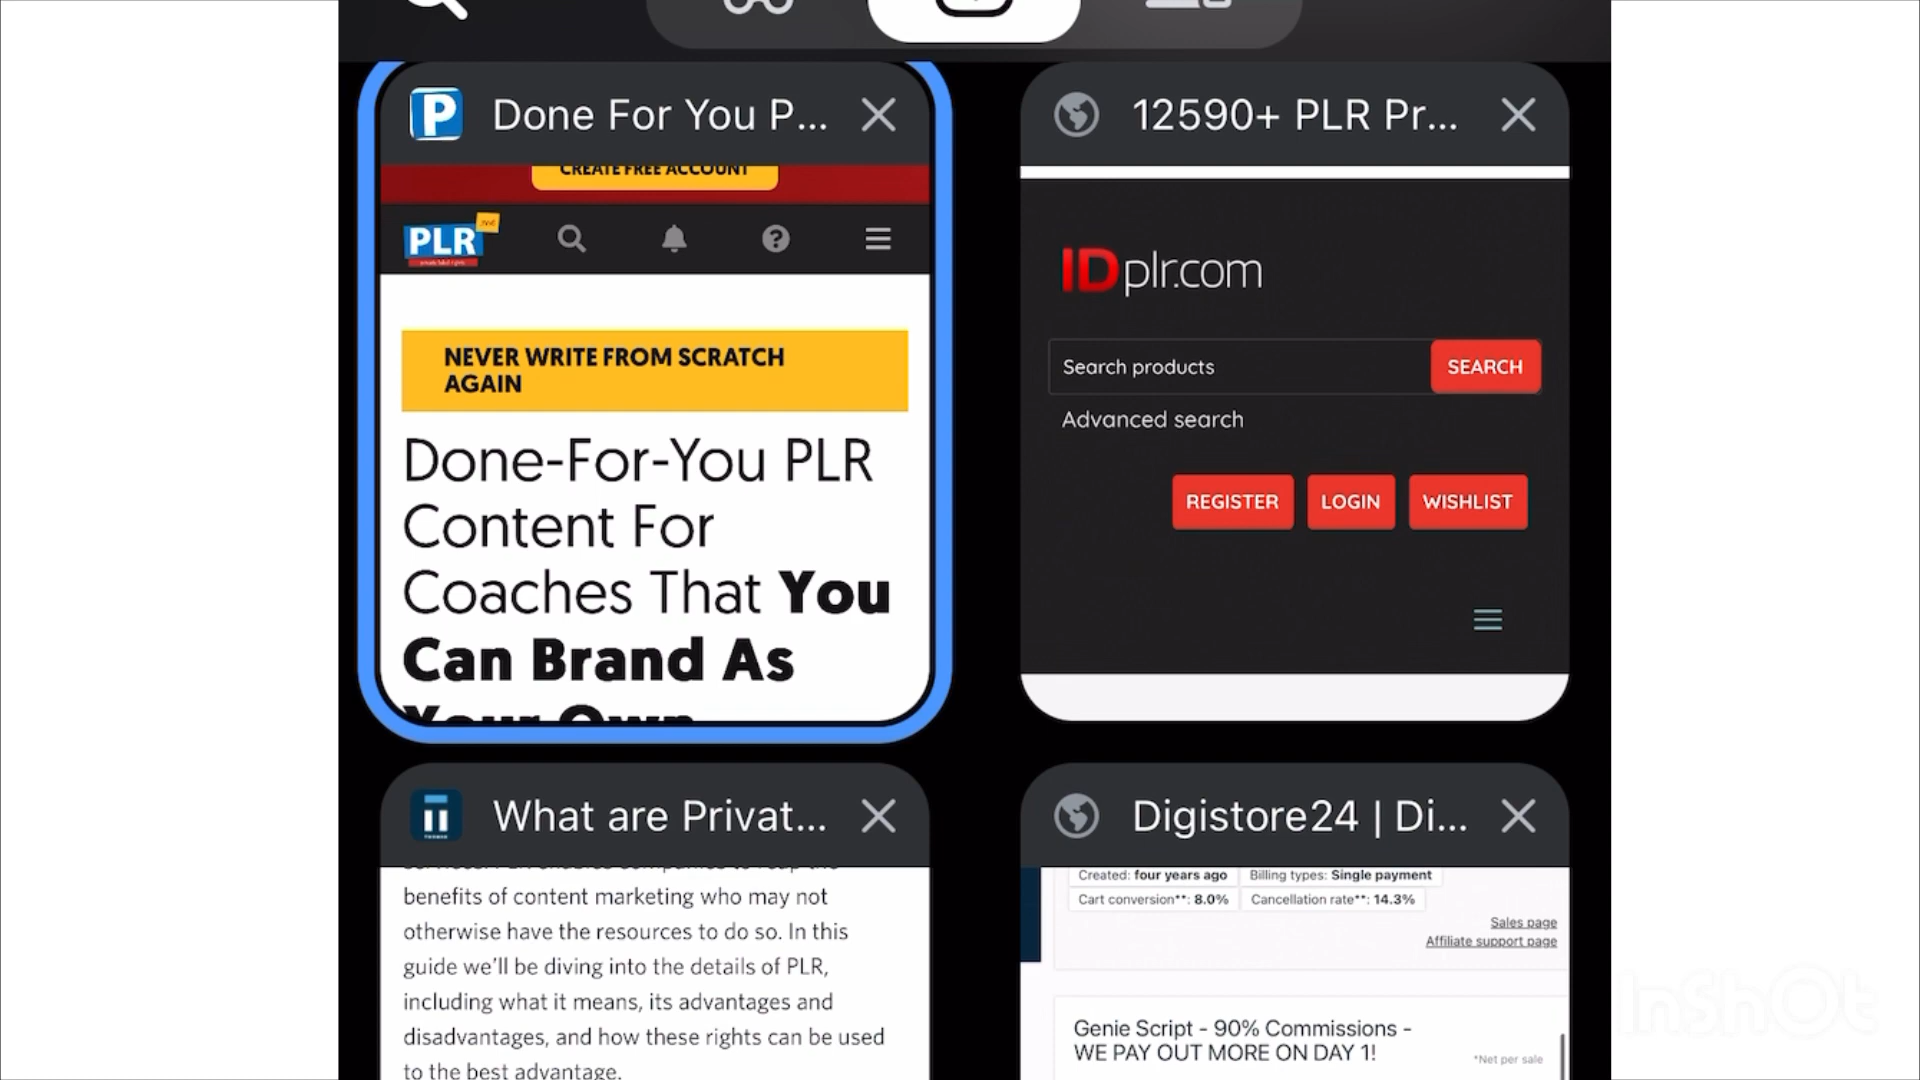 Done For You P...
CREATE FREE ACCOUNT
PLR
NEVER WRITE FROM SCRATCH
AGAIN
Done-For-You PLR
Content For
Coaches That You
Can Brand As
Your Own
12590+ PLR Pr...
IDplr.com
Search products
SEARCH
Advanced search
REGISTER
LOGIN
WISHLIST
What are Privat...
benefits of content marketing who may not
otherwise have the resources to do so. In this
guide we'll be diving into the details of PLR,
including what it means, its advantages and
disadvantages, and how these rights can be used
to the best advantage.
Digistore24 | Di...
Created: four years ago
Billing types: Single payment
Cart conversion**: 8.0%
Cancellation rate**: 14.3%
Sales page
Affiliate support page
Genie Script - 90% Commissions -
WE PAY OUT MORE ON DAY 1!
*Net per sale
InShOt